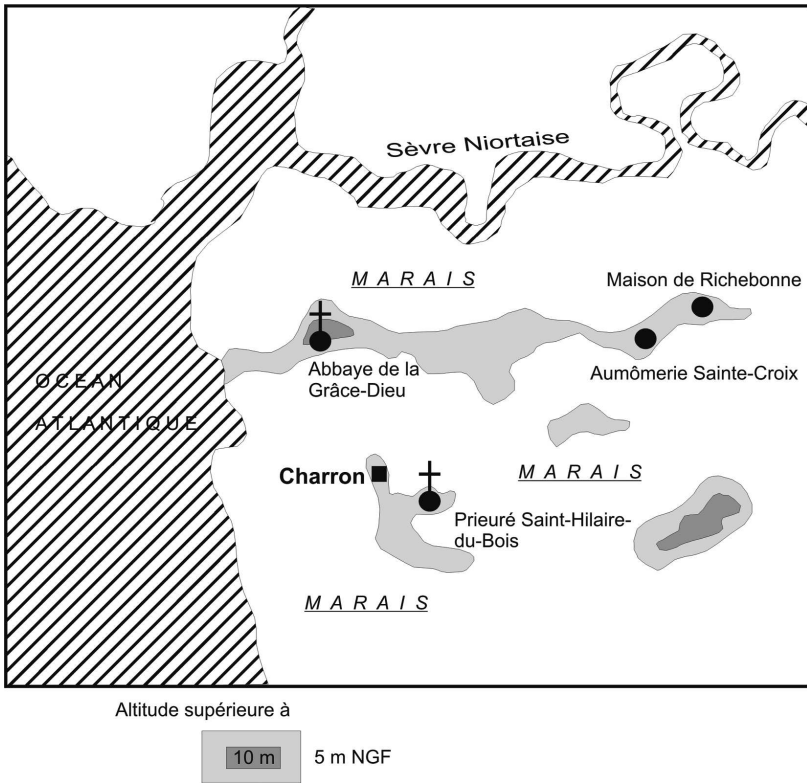 Sèvre Niortaise
MARAIS
Maison de Richebonne
Abbaye de la
Grâce-Dieu
Aumômerie Sainte-Croix
OCEAN
ATLANTIQUE
Charron
MARAIS
Prieuré Saint-Hilaire-
du-Bois
MARAIS
Altitude supérieure à
10 m
5 m NGF